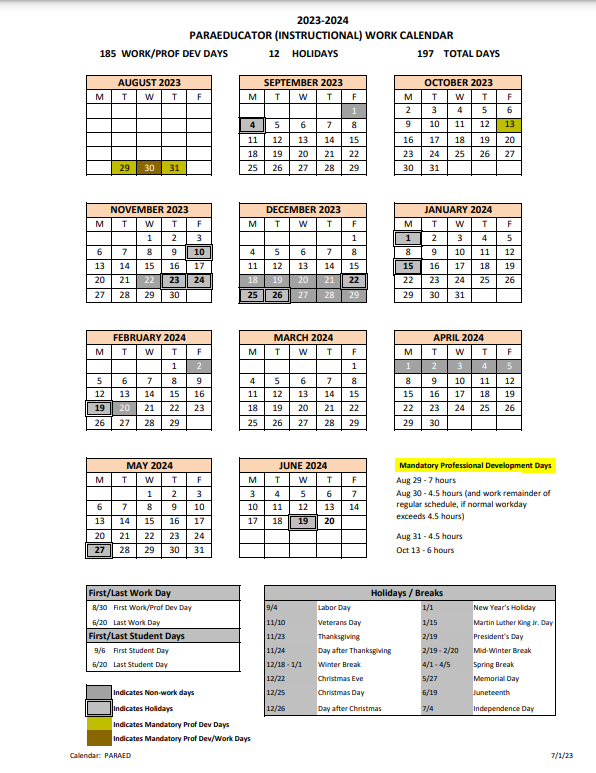 2023-2024
PARAEDUCATOR (INSTRUCTIONAL) WORK CALENDAR
185 WORK/PROF DEV DAYS 12 HOLIDAYS 197 TOTAL DAYS
AUGUST 2023
M T W T F
29 30 31
SEPTEMBER 2023
M T W T F
1
4 5 6 7 8
11 12 13 14 15
18 19 20 21 22
25 26 27 28 29
OCTOBER 2023
M T W T F
2 3 4 5 6
9 10 11 12 13
16 17 18 19 20
23 24 25 26 27
30 31
NOVEMBER 2023
M T W T F
1 2 3
6 7 8 9 10
13 14 15 16 17
20 21 22 23 24
27 28 29 30
DECEMBER 2023
M T W T F
1
4 5 6 7 8
11 12 13 14 15
18 19 20 21 22
25 26 27 28 29
JANUARY 2024
M T W T F
1 2 3 4 5
8 9 10 11 12
15 16 17 18 19
22 23 24 25 26
29 30 31
FEBRUARY 2024
M T W T F
1 2
5 6 7 8 9
12 13 14 15 16
19 20 21 22 23
26 27 28 29
MARCH 2024
M T W T F
1
4 5 6 7 8
11 12 13 14 15
18 19 20 21 22
25 26 27 28 29
APRIL 2024
M T W T F
1 2 3 4 5
8 9 10 11 12
15 16 17 18 19
22 23 24 25 26
29 30
MAY 2024
M T W T F
1 2 3
6 7 8 9 10
13 14 15 16 17
20 21 22 23 24
27 28 29 30 31
JUNE 2024
M T W T F
3 4 5 6 7
10 11 12 13 14
17 18 19 20
Mandatory Professional Development Days
Aug 29 - 7 hours
Aug 30 - 4.5 hours (and work remainder of
regular schedule, if normal workday
exceeds 4.5 hours)
Aug 31 - 4.5 hours
Oct 13 - 6 hours
First/Last Work Day
8/30 First Work/Prof Dev Day
6/20 Last Work Day
First/Last Student Days
9/6 First Student Day
6/20 Last Student Day
Indicates Non-work days
Indicates Holidays
Indicates Mandatory Prof Dev Days
Indicates Mandatory Prof Dev/Work Days
Holidays / Breaks
9/4 Labor Day 1/1 New Year's Holiday
11/10 Veterans Day 1/15 Martin Luther King Jr. Day
11/23 Thanksgiving 2/19 President's Day
11/24 Day after Thanksgiving 2/19 - 2/20 Mid-Winter Break
12/18 - 1/1 Winter Break 4/1 - 4/5 Spring Break
12/22 Christmas Eve 5/27 Memorial Day
12/25 Christmas Day 6/19 Juneteenth
12/26 Day after Christmas 7/4 Independence Day
Calendar: PARAED 7/1/23